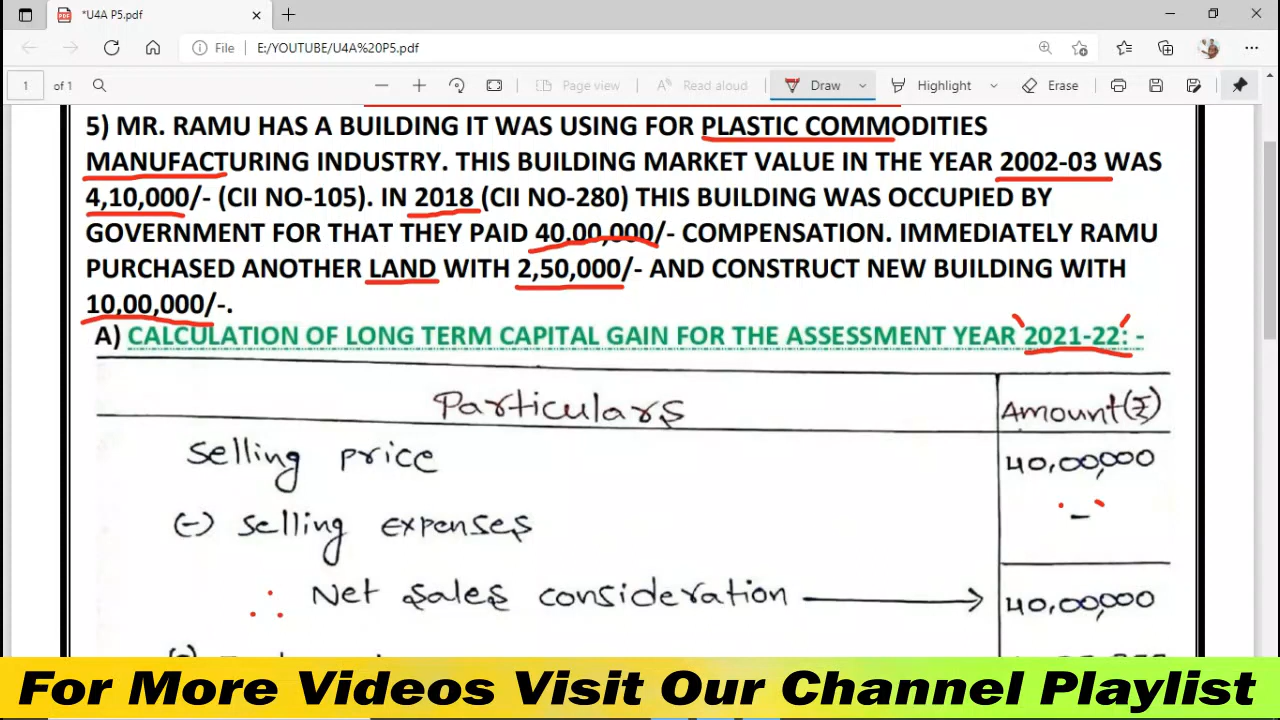 *U4A P5.pdf
File E:/YOUTUBE/U4A%20P5.pdf
1 of 1 Page view Read aloud Draw Highlight Erase
5) MR. RAMU HAS A BUILDING IT WAS USING FOR PLASTIC COMMODITIES
MANUFACTURING INDUSTRY. THIS BUILDING MARKET VALUE IN THE YEAR 2002-03 WAS
4,10,000/- (CII NO-105). IN 2018 (CII NO-280) THIS BUILDING WAS OCCUPIED BY
GOVERNMENT FOR THAT THEY PAID 40,00,000/- COMPENSATION. IMMEDIATELY RAMU
PURCHASED ANOTHER LAND WITH 2,50,000/- AND CONSTRUCT NEW BUILDING WITH
10,00,000/-.
A) CALCULATION OF LONG TERM CAPITAL GAIN FOR THE ASSESSMENT YEAR 2021-22: -
Particulars Amount(₹)
Selling price 40,00,000
(-) Selling expenses -
∴ Net sales consideration → 40,00,000
For More Videos Visit Our Channel Playlist